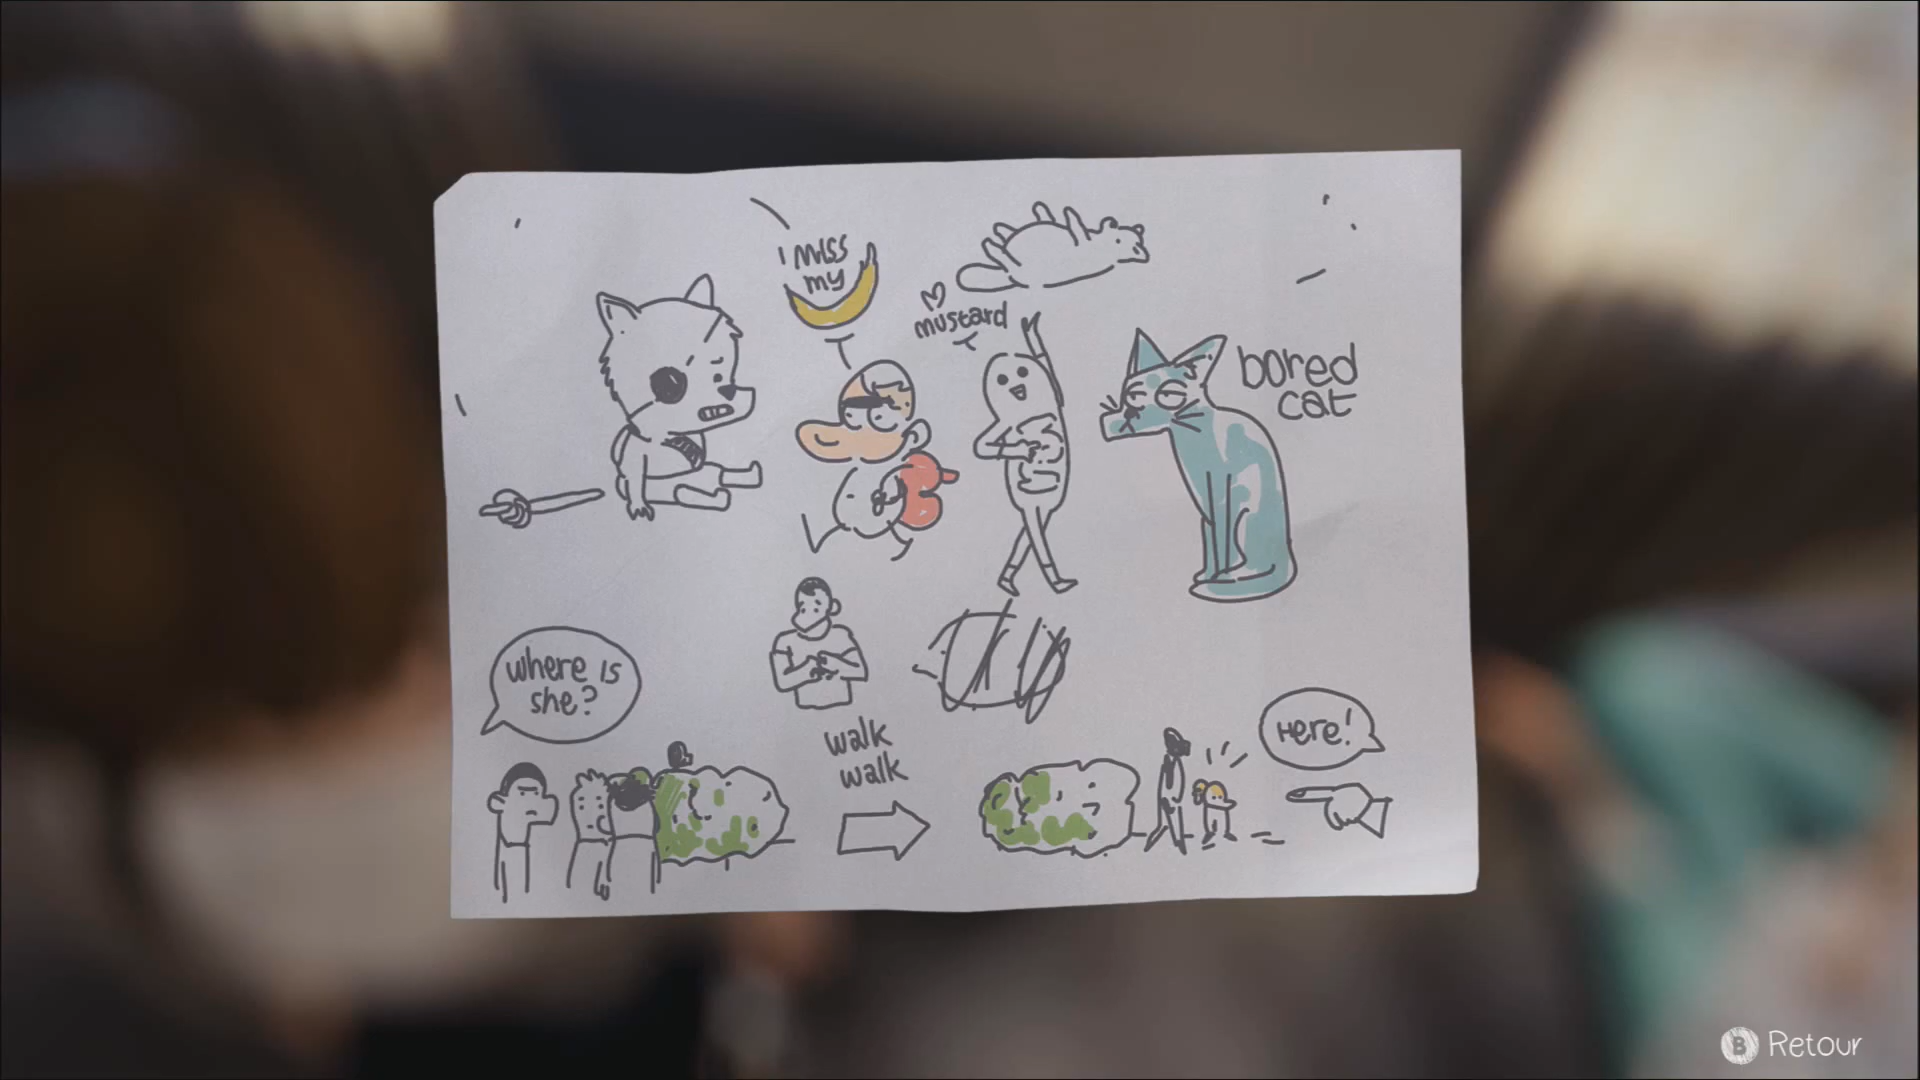 I miss
my
mustard
bored
cat
where is
she?
walk
walk
Here!
B Retour